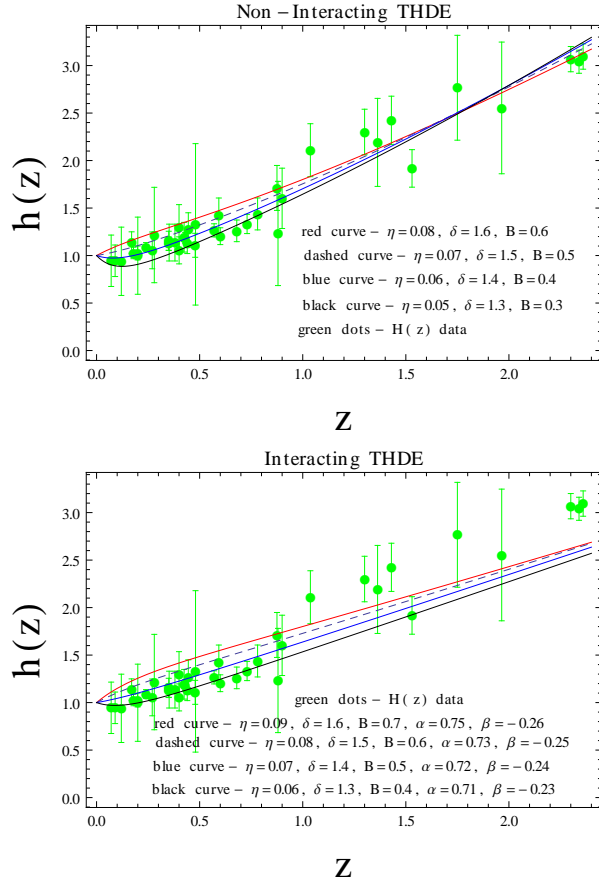 Non – Interacting THDE
h(z)
3.0
2.5
2.0
1.5
1.0
0.5
0.0
red curve – η = 0.08 , δ = 1.6 , B = 0.6
dashed curve – η = 0.07 , δ = 1.5 , B = 0.5
blue curve – η = 0.06 , δ = 1.4 , B = 0.4
black curve – η = 0.05 , δ = 1.3 , B = 0.3
green dots – H(z) data
0.0 0.5 1.0 1.5 2.0
z
Interacting THDE
h(z)
3.0
2.5
2.0
1.5
1.0
0.5
0.0
green dots – H(z) data
red curve – η = 0.09 , δ = 1.6 , B = 0.7 , α = 0.75 , β = – 0.26
dashed curve – η = 0.08 , δ = 1.5 , B = 0.6 , α = 0.73 , β = – 0.25
blue curve – η = 0.07 , δ = 1.4 , B = 0.5 , α = 0.72 , β = – 0.24
black curve – η = 0.06 , δ = 1.3 , B = 0.4 , α = 0.71 , β = – 0.23
0.0 0.5 1.0 1.5 2.0
z